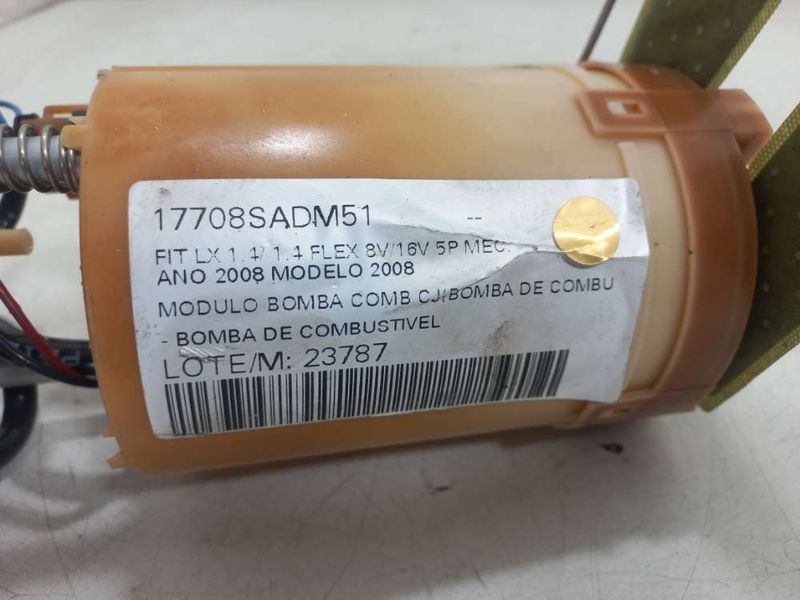 17708SADM51 --
FIT LX 1.4/ 1.4 FLEX 8V/16V 5P MEC.
ANO 2008 MODELO 2008
MODULO BOMBA COMB CJ/BOMBA DE COMBU
- BOMBA DE COMBUSTIVEL
LOTE/M: 23787